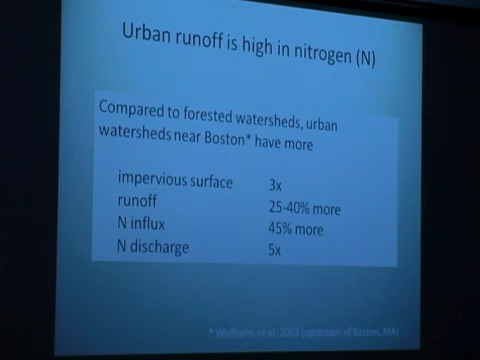 Urban runoff is high in nitrogen (N)
Compared to forested watersheds, urban
watersheds near Boston* have more
impervious surface 3x
runoff 25-40% more
N influx 45% more
N discharge 5x
* Wollheim et al. 2003 (upstream of Boston, MA)